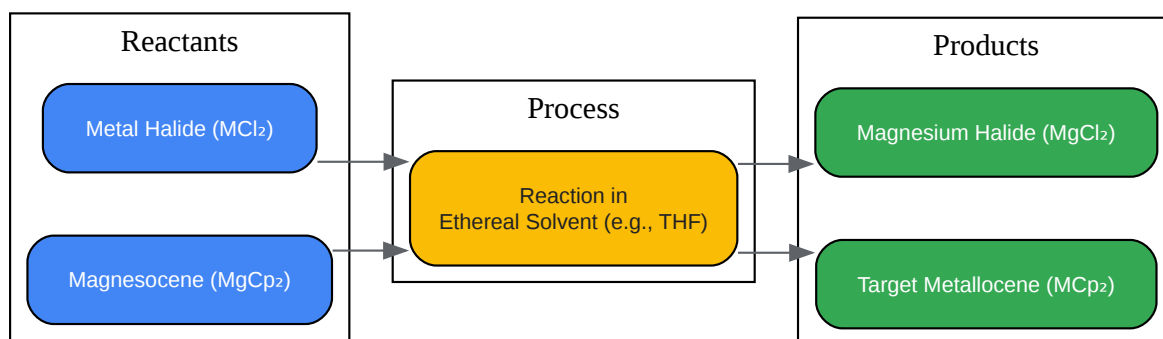 Reactants
Metal Halide (MCl₂)
Magnesocene (MgCp₂)
Process
Reaction in
Ethereal Solvent (e.g., THF)
Products
Magnesium Halide (MgCl₂)
Target Metallocene (MCp₂)